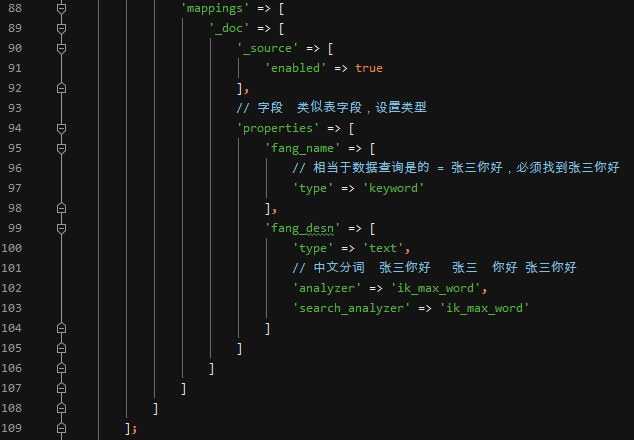 88 'mappings' => [
89 '_doc' => [
90 '_source' => [
91 'enabled' => true
92 ],
93 // 字段  类似表字段，设置类型
94 'properties' => [
95 'fang_name' => [
96 // 相当于数据查询是的 = 张三你好，必须找到张三你好
97 'type' => 'keyword'
98 ],
99 'fang_desn' => [
100 'type' => 'text',
101 // 中文分词  张三你好   张三  你好 张三你好
102 'analyzer' => 'ik_max_word',
103 'search_analyzer' => 'ik_max_word'
104 ]
105 ]
106 ]
107 ]
108 ]
109 ];